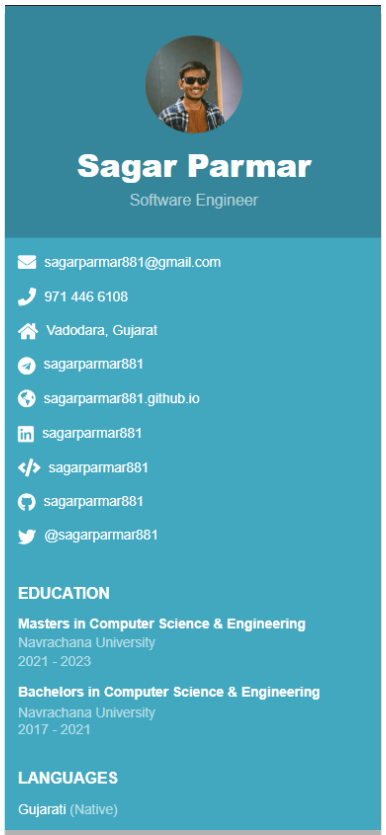 Sagar Parmar
Software Engineer
sagarparmar881@gmail.com
971 446 6108
Vadodara, Gujarat
sagarparmar881
sagarparmar881.github.io
sagarparmar881
sagarparmar881
sagarparmar881
@sagarparmar881
EDUCATION
Masters in Computer Science & Engineering
Navrachana University
2021 - 2023
Bachelors in Computer Science & Engineering
Navrachana University
2017 - 2021
LANGUAGES
Gujarati (Native)